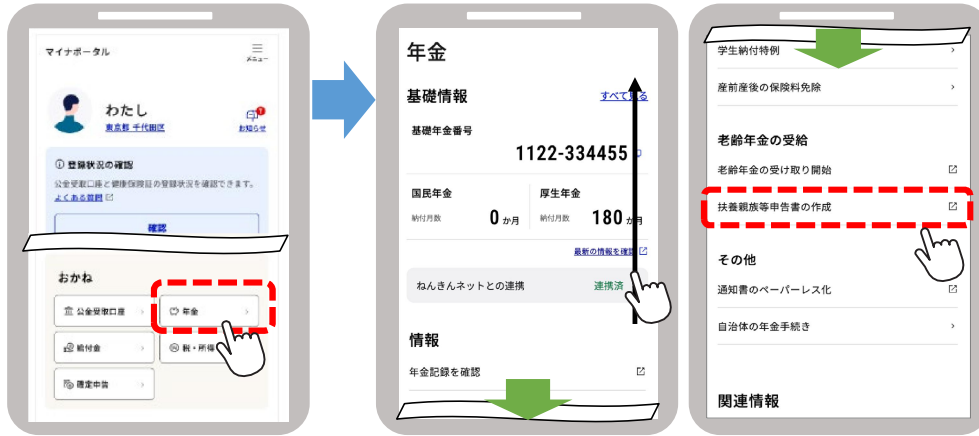 マイナポータル
メニュー
わたし
東京都 千代田区
お知らせ
登録状況の確認
公金受取口座と健康保険証の登録状況を確認できます。
よくある質問
確認
おかね
公金受取口座
年金
給付金
税・所得
確定申告
年金
基礎情報
すべて見る
基礎年金番号
1122-334455
国民年金
厚生年金
納付月数 0 か月
納付月数 180 か月
最新の情報を確認
ねんきんネットとの連携
連携済
情報
年金記録を確認
学生納付特例
産前産後の保険料免除
老齢年金の受給
老齢年金の受け取り開始
扶養親族等申告書の作成
その他
通知書のペーパーレス化
自治体の年金手続き
関連情報